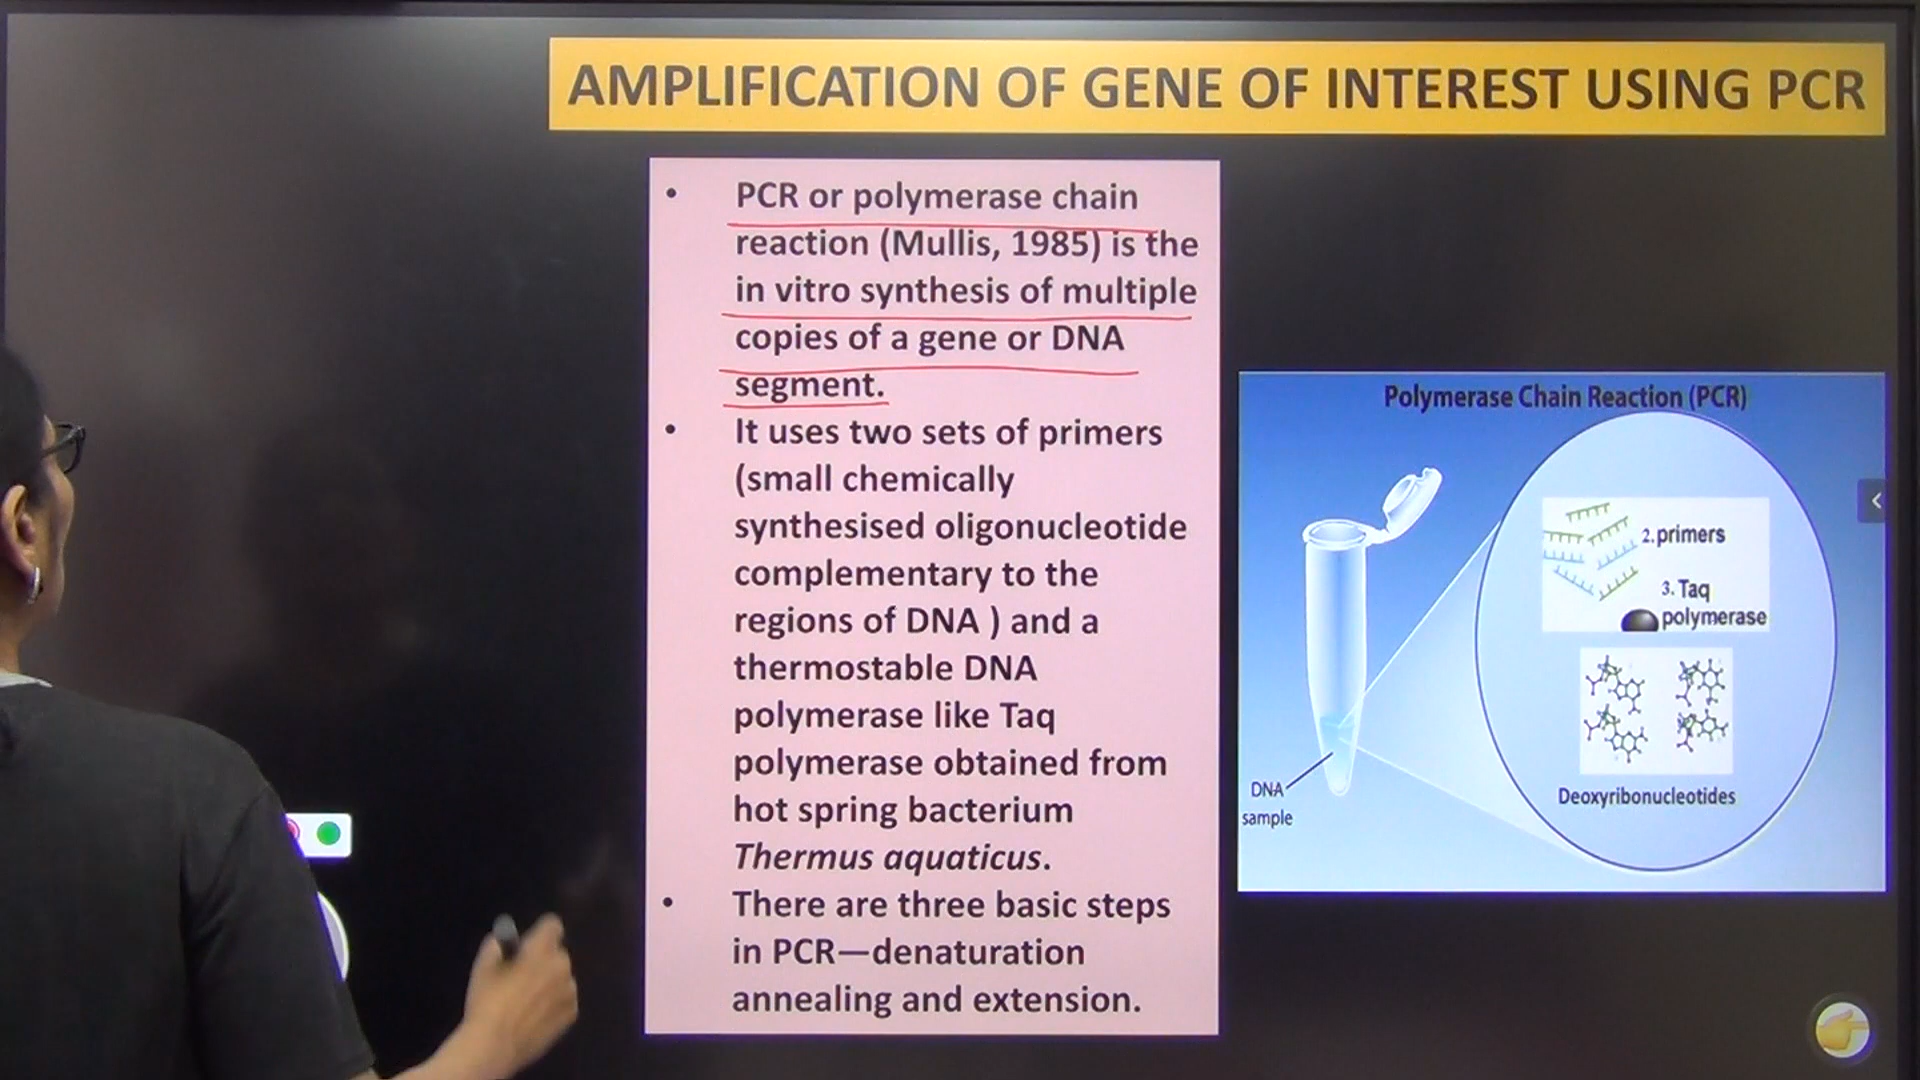 AMPLIFICATION OF GENE OF INTEREST USING PCR
• PCR or polymerase chain
reaction (Mullis, 1985) is the
in vitro synthesis of multiple
copies of a gene or DNA
segment.
• It uses two sets of primers
(small chemically
synthesised oligonucleotide
complementary to the
regions of DNA ) and a
thermostable DNA
polymerase like Taq
polymerase obtained from
hot spring bacterium
Thermus aquaticus.
• There are three basic steps
in PCR—denaturation
annealing and extension.
Polymerase Chain Reaction (PCR)
2. primers
3. Taq
polymerase
Deoxyribonucleotides
DNA
sample